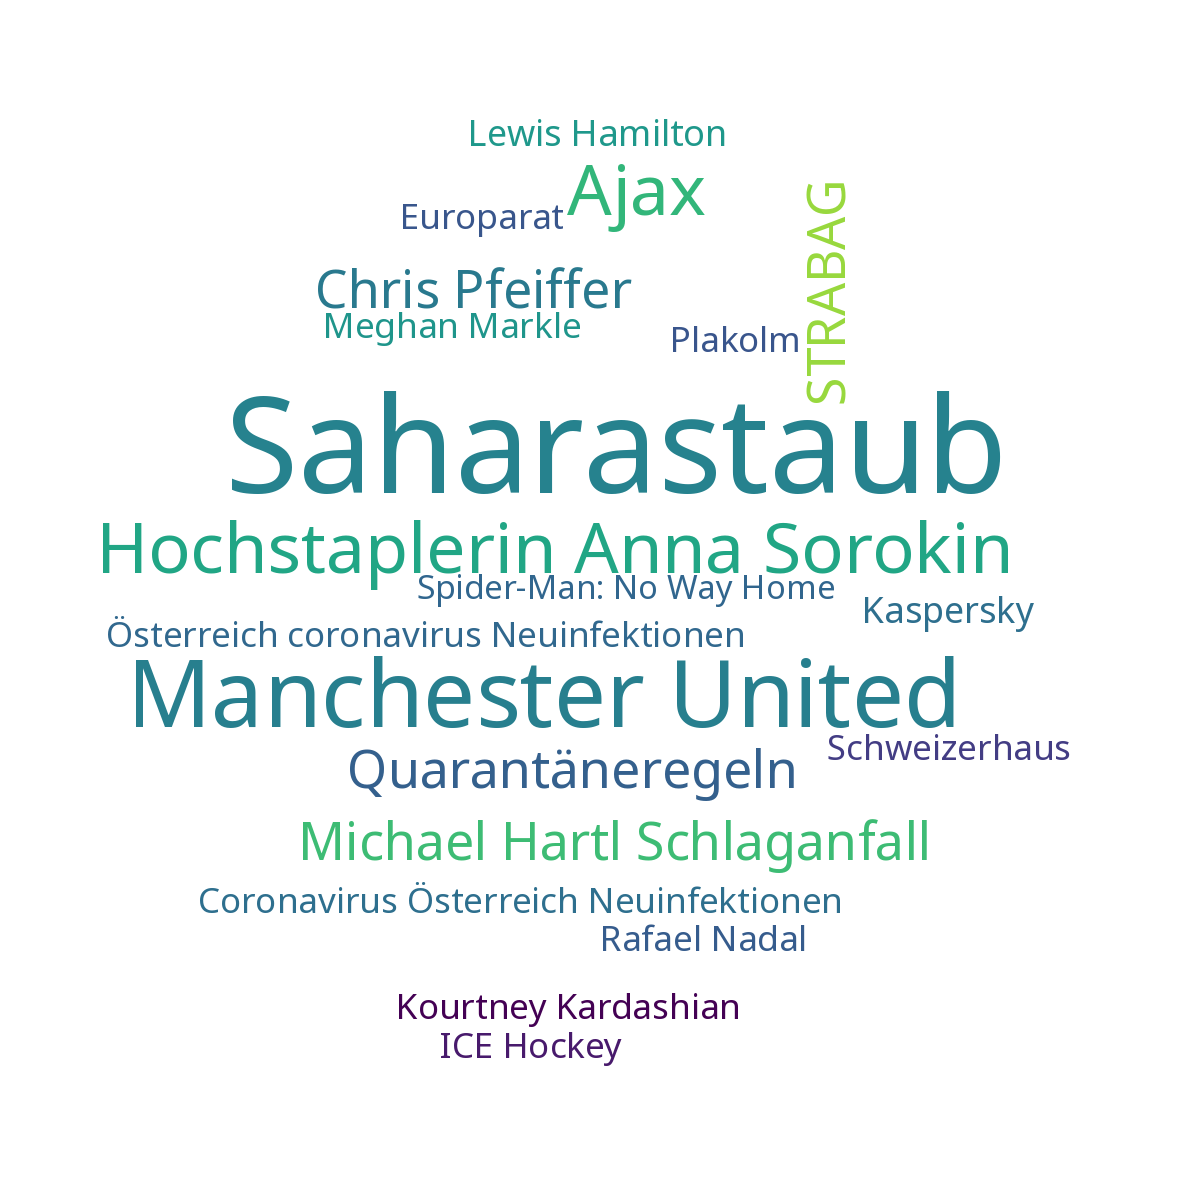 Lewis Hamilton
Ajax
STRABAG
Europarat
Chris Pfeiffer
Meghan Markle
Plakolm
Saharastaub
Hochstaplerin Anna Sorokin
Spider-Man: No Way Home
Kaspersky
Österreich coronavirus Neuinfektionen
Manchester United
Schweizerhaus
Quarantäneregeln
Michael Hartl Schlaganfall
Coronavirus Österreich Neuinfektionen
Rafael Nadal
Kourtney Kardashian
ICE Hockey